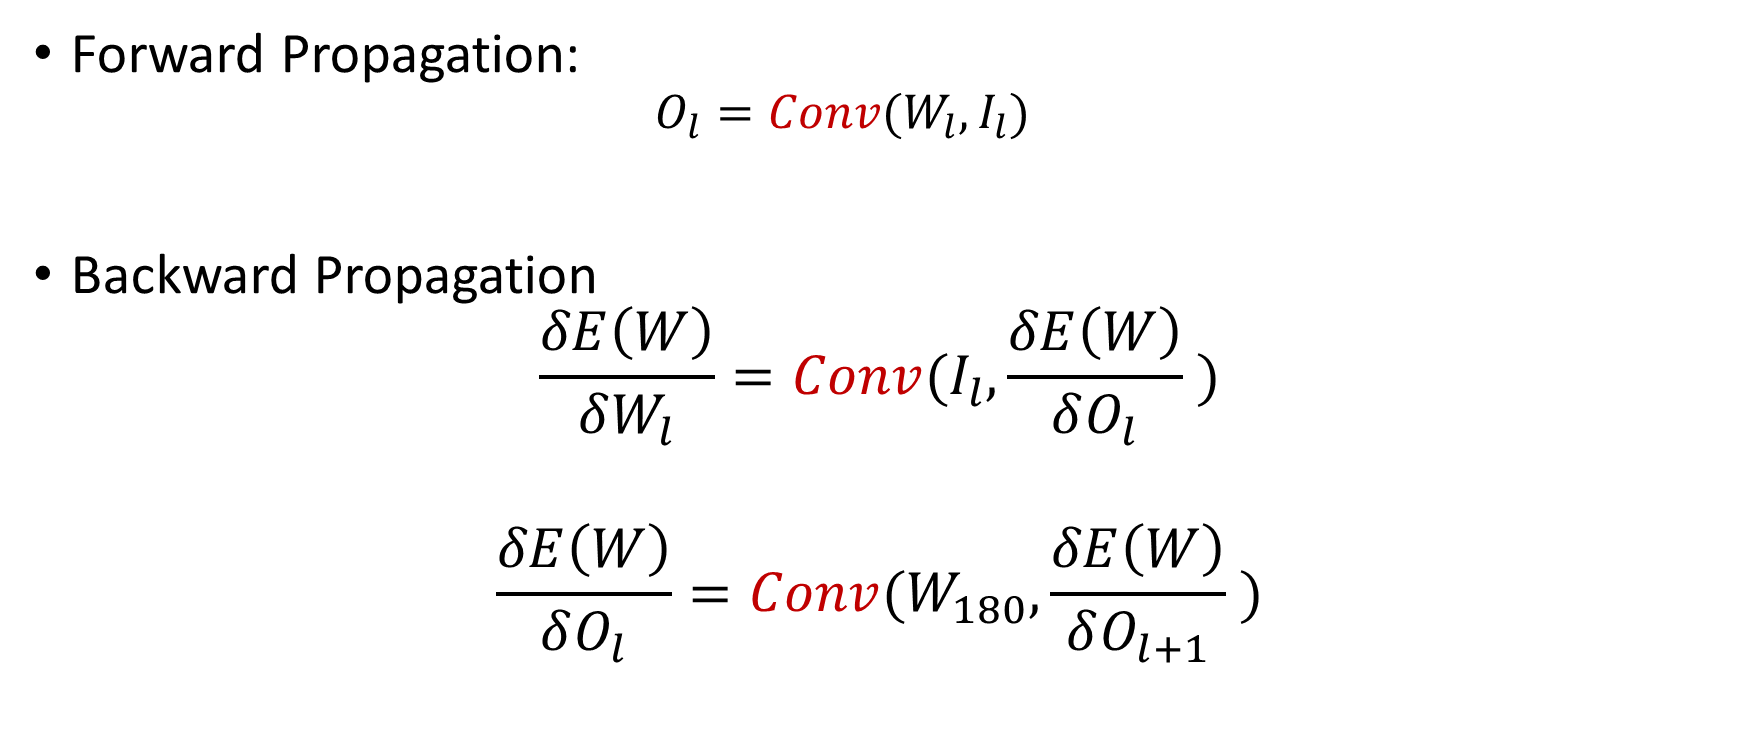 • Forward Propagation:
O_l = Conv(W_l, I_l)
• Backward Propagation
δE(W)/δW_l = Conv(I_l, δE(W)/δO_l )
δE(W)/δO_l = Conv(W_180, δE(W)/δO_{l+1} )